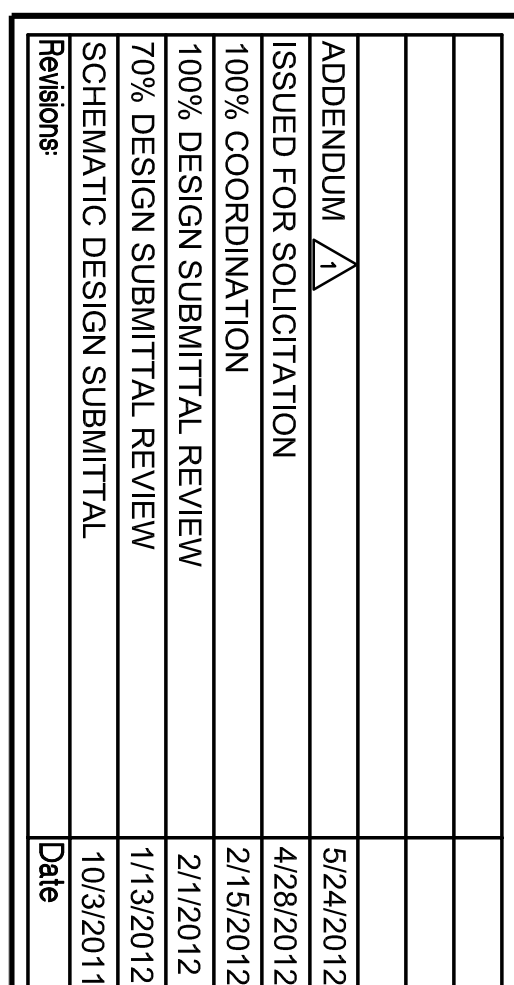 ADDENDUM 1 5/24/2012
ISSUED FOR SOLICITATION 4/28/2012
100% COORDINATION 2/15/2012
100% DESIGN SUBMITTAL REVIEW 2/1/2012
70% DESIGN SUBMITTAL REVIEW 1/13/2012
SCHEMATIC DESIGN SUBMITTAL 10/3/2011
Revisions: Date